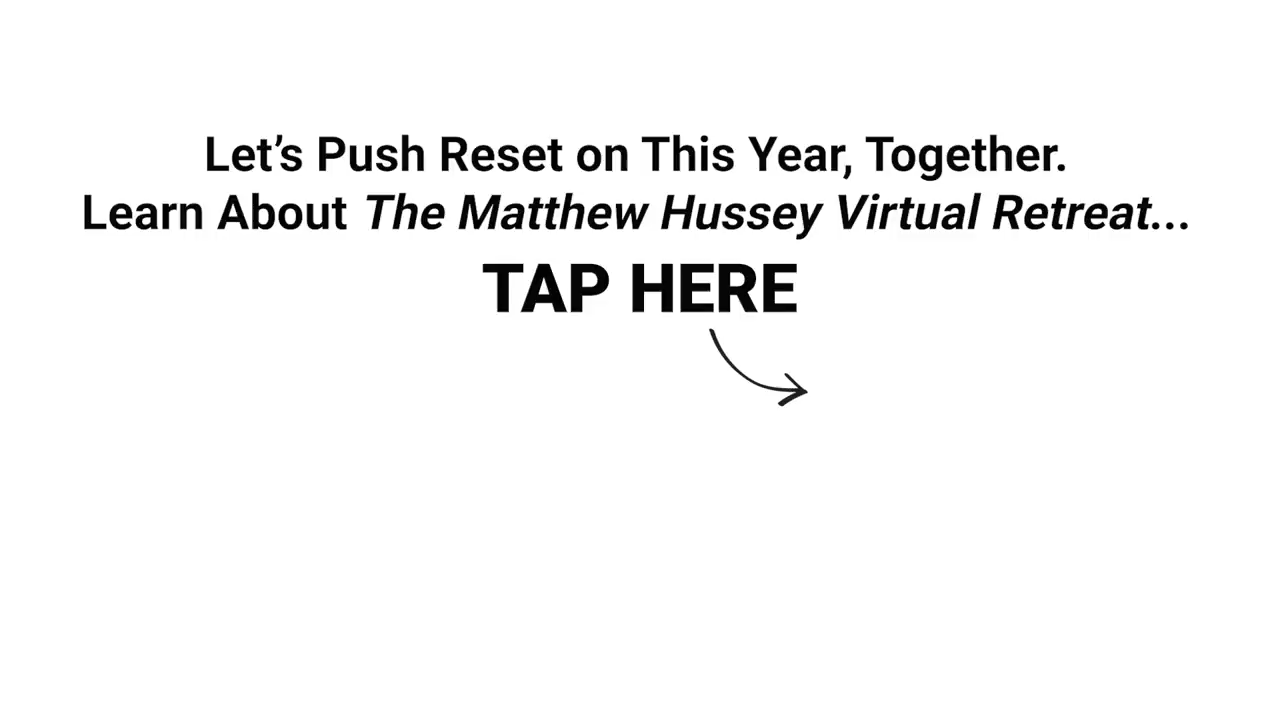 Let’s Push Reset on This Year, Together.
Learn About The Matthew Hussey Virtual Retreat...
TAP HERE